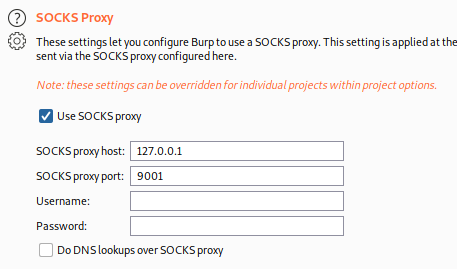 SOCKS Proxy
These settings let you configure Burp to use a SOCKS proxy. This setting is applied at the
sent via the SOCKS proxy configured here.
Note: these settings can be overridden for individual projects within project options.
Use SOCKS proxy
SOCKS proxy host: 127.0.0.1
SOCKS proxy port: 9001
Username:
Password:
Do DNS lookups over SOCKS proxy